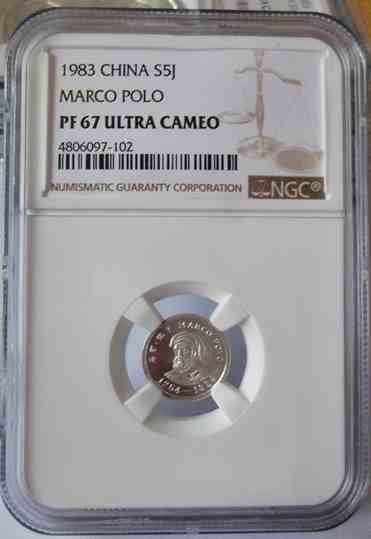 1983 CHINA S5J
MARCO POLO
PF 67 ULTRA CAMEO
4806097-102
NUMISMATIC GUARANTY CORPORATION
NGC®
MARCO POLO